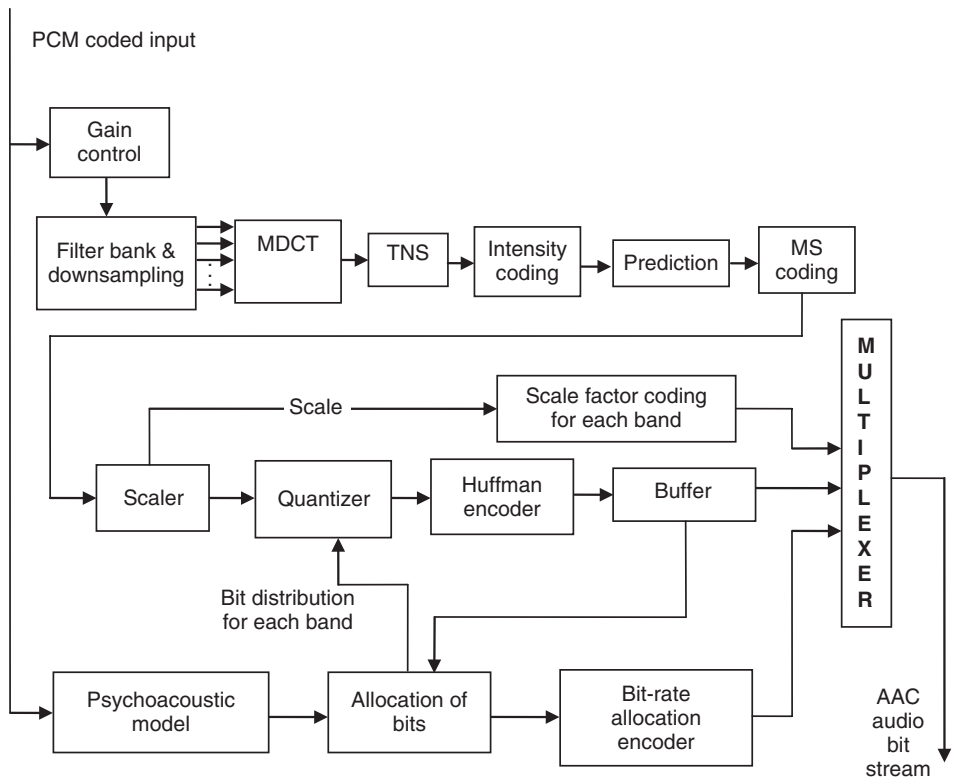 PCM coded input
Gain
control
Filter bank &
downsampling
MDCT
TNS
Intensity
coding
Prediction
MS
coding
M
U
L
T
I
P
L
E
X
E
R
Scale
Scale factor coding
for each band
Scaler
Quantizer
Huffman
encoder
Buffer
Bit distribution
for each band
Psychoacoustic
model
Allocation of
bits
Bit-rate
allocation
encoder
AAC
audio
bit
stream